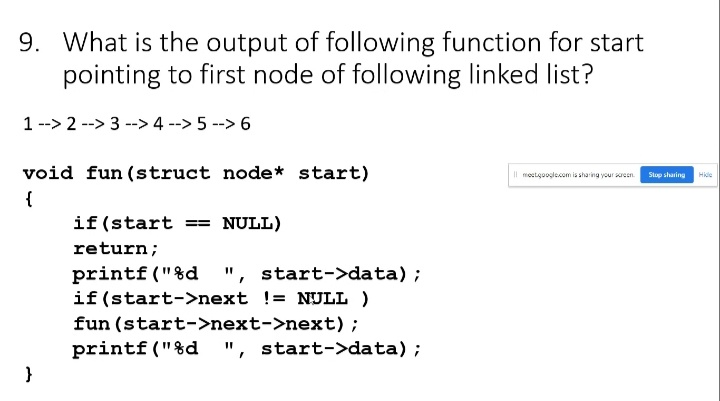 9. What is the output of following function for start
pointing to first node of following linked list?
1 --> 2 --> 3 --> 4 --> 5 --> 6
void fun(struct node* start)
meet.google.com is sharing your screen. Stop sharing Hide
{
if(start == NULL)
return;
printf("%d ", start->data);
if(start->next != NULL )
fun(start->next->next);
printf("%d ", start->data);
}